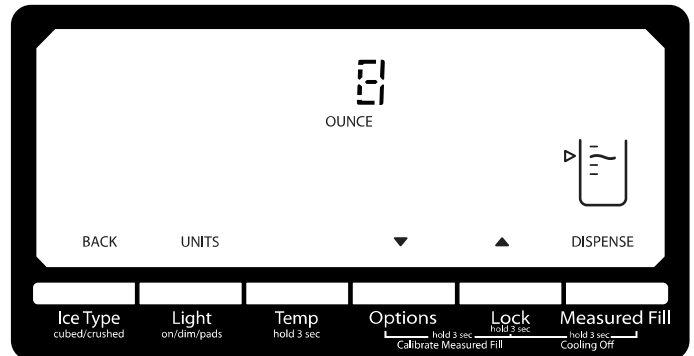 8
OUNCE
BACK UNITS ▼ ▲ DISPENSE
Ice Type Light Temp Options Lock Measured Fill
cubed/crushed on/dim/pads hold 3 sec hold 3 sec
hold 3 sec hold 3 sec
Calibrate Measured Fill Cooling Off